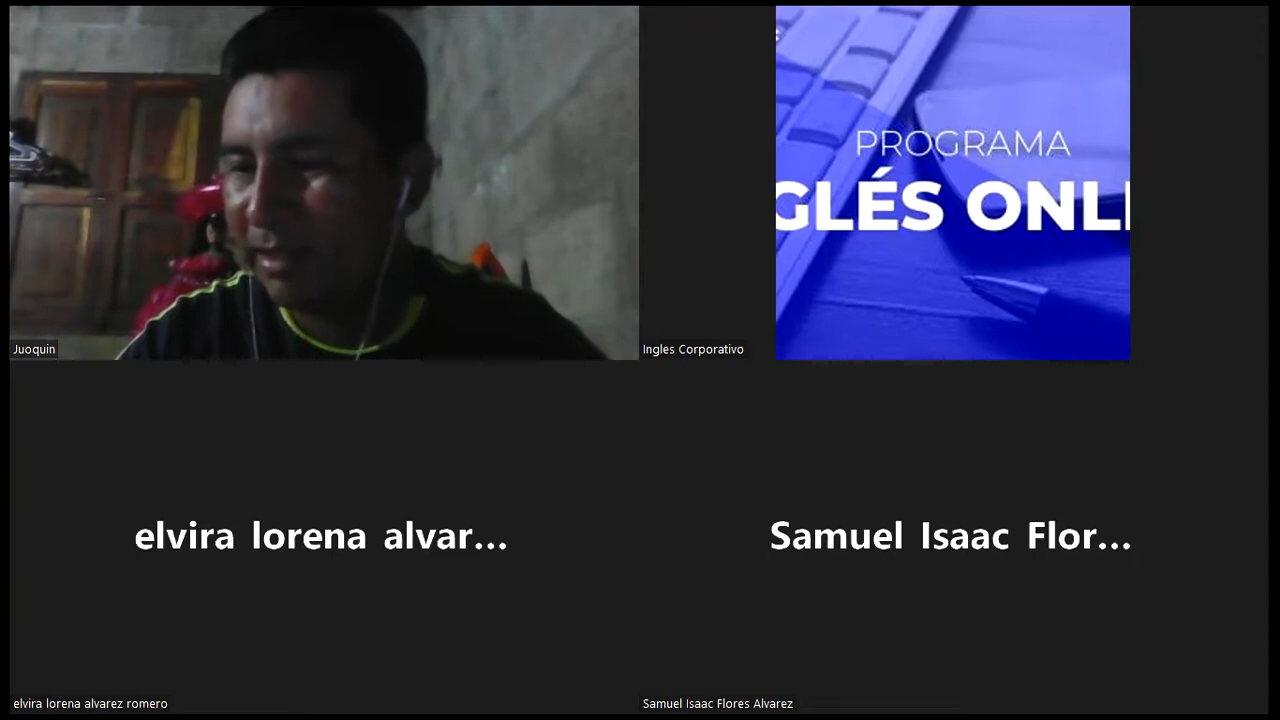 PROGRAMA
GLÉS ONLI
Juoquin
Ingles Corporativo
elvira lorena alvar...
Samuel Isaac Flor...
elvira lorena alvarez romero
Samuel Isaac Flores Alvarez